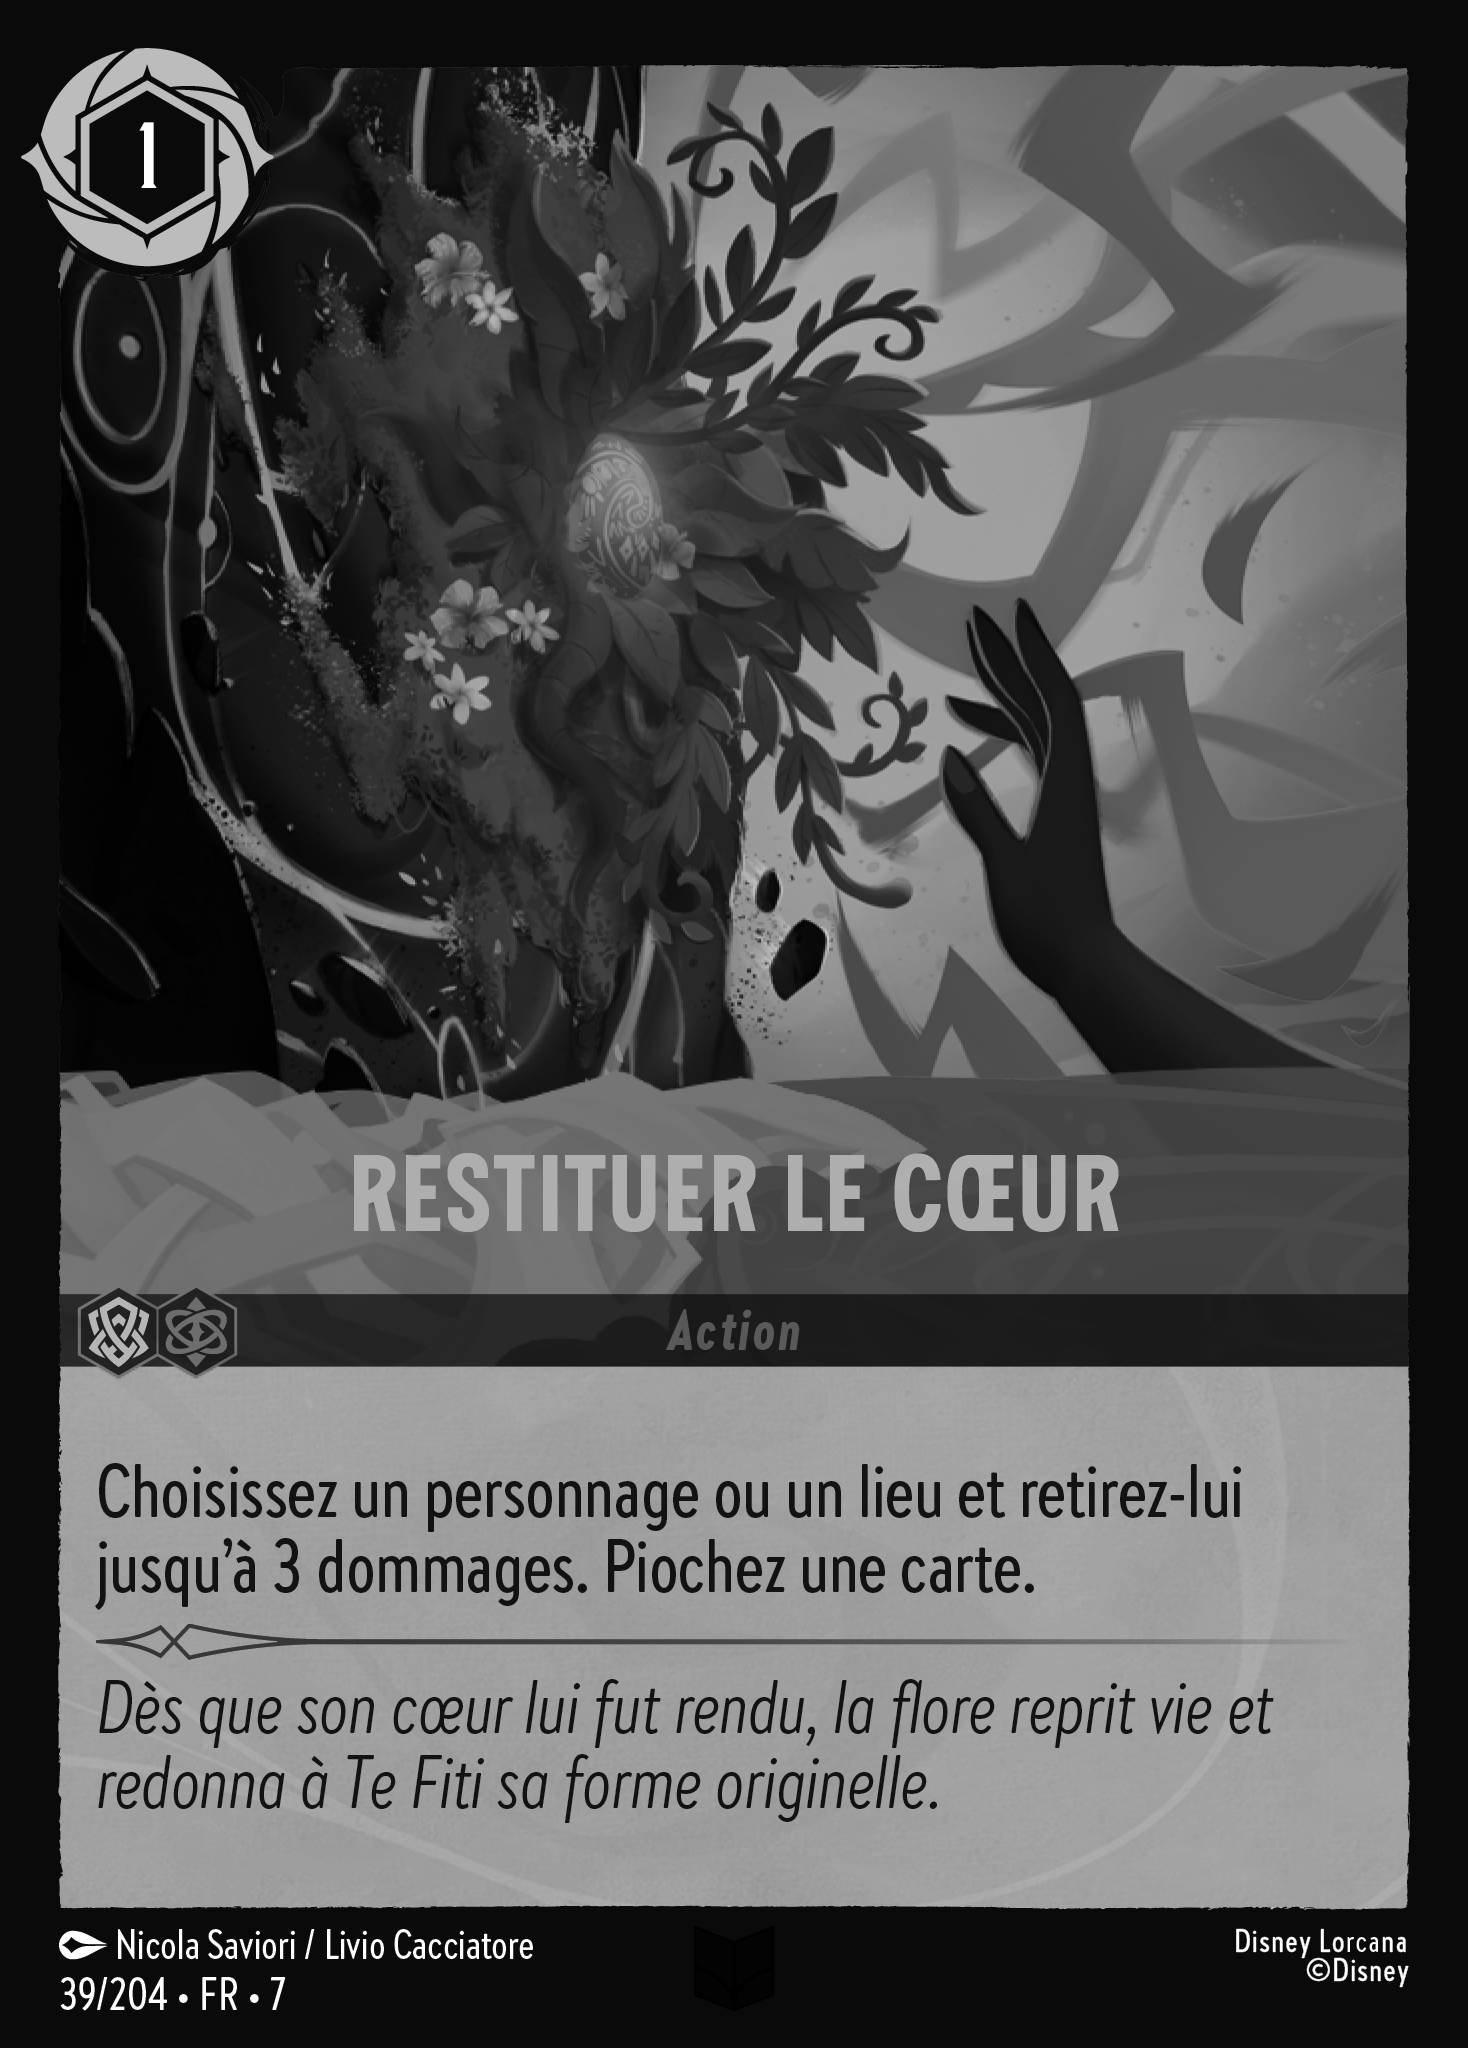 1
RESTITUER LE CŒUR
Action
Choisissez un personnage ou un lieu et retirez-lui
jusqu’à 3 dommages. Piochez une carte.
Dès que son cœur lui fut rendu, la flore reprit vie et
redonna à Te Fiti sa forme originelle.
Nicola Saviori / Livio Cacciatore
39/204 • FR • 7
Disney Lorcana
©Disney